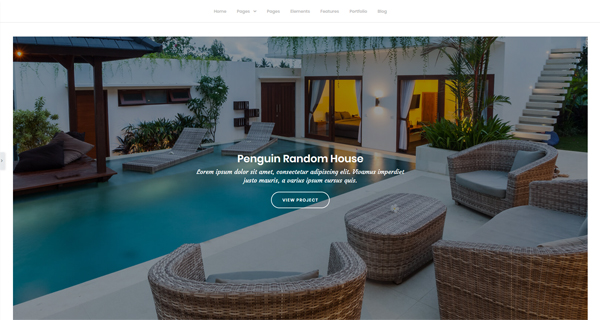 Home Pages Pages Elements Features Portfolio Blog
Penguin Random House
Lorem ipsum dolor sit amet, consectetur adipiscing elit. Vivamus imperdiet
justo mauris, a varius ipsum cursus quis.
VIEW PROJECT